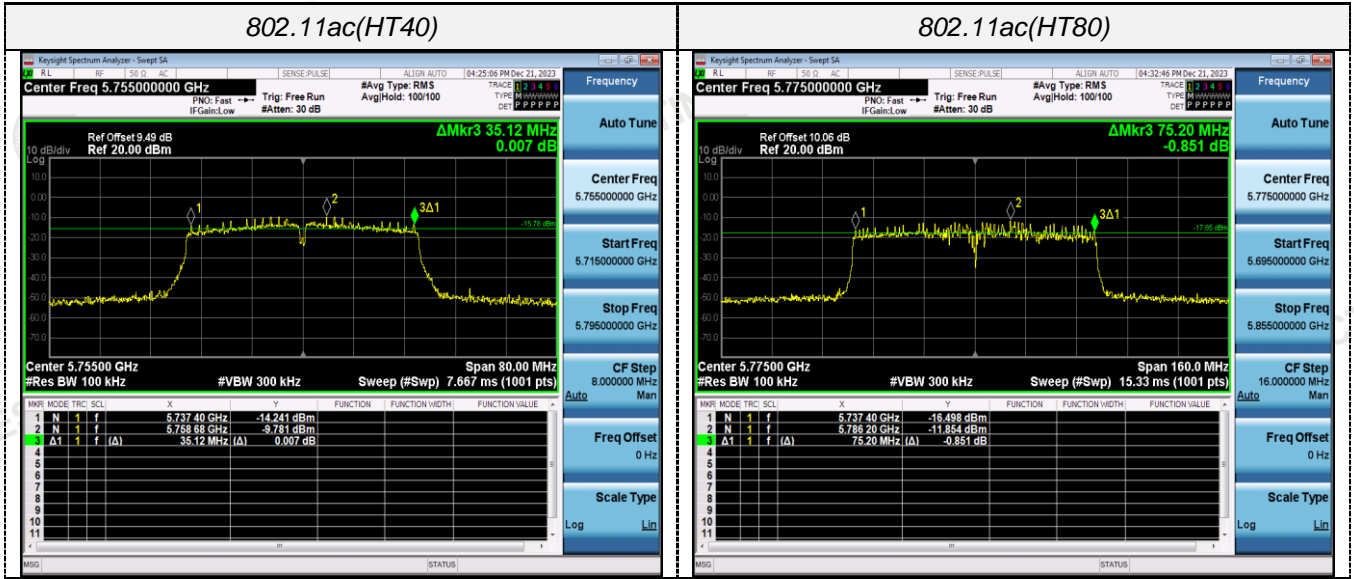 802.11ac(HT40)
Keysight Spectrum Analyzer - Swept SA
RL RF 50 Ω AC SENSE:PULSE ALIGN AUTO 04:25:06 PM Dec 21, 2023
Center Freq 5.755000000 GHz
PNO: Fast
IFGain:Low
Trig: Free Run
#Atten: 30 dB
#Avg Type: RMS
Avg|Hold: 100/100
TRACE 1 2 3 4 5 6
TYPE M W W W W W
DET P P P P P P
Ref Offset 9.49 dB
Ref 20.00 dBm
10 dB/div
Log
ΔMkr3 35.12 MHz
0.007 dB
10.0
0.00
-10.0
-20.0
-30.0
-40.0
-50.0
-60.0
-70.0
1
2
3Δ1
-15.78 dBm
Center 5.75500 GHz Span 80.00 MHz
#Res BW 100 kHz #VBW 300 kHz Sweep (#Swp) 7.667 ms (1001 pts)
MKR MODE TRC SCL X Y FUNCTION FUNCTION WIDTH FUNCTION VALUE
1 N 1 f 5.737 40 GHz -14.241 dBm
2 N 1 f 5.758 68 GHz -9.781 dBm
3 Δ1 1 f (Δ) 35.12 MHz (Δ) 0.007 dB
4
5
6
7
8
9
10
11
MSG STATUS
Frequency
Auto Tune
Center Freq
5.755000000 GHz
Start Freq
5.715000000 GHz
Stop Freq
5.795000000 GHz
CF Step
8.000000 MHz
Auto Man
Freq Offset
0 Hz
Scale Type
Log Lin
802.11ac(HT80)
Keysight Spectrum Analyzer - Swept SA
RL RF 50 Ω AC SENSE:PULSE ALIGN AUTO 04:32:46 PM Dec 21, 2023
Center Freq 5.775000000 GHz
PNO: Fast
IFGain:Low
Trig: Free Run
#Atten: 30 dB
#Avg Type: RMS
Avg|Hold: 100/100
TRACE 1 2 3 4 5 6
TYPE M W W W W W
DET P P P P P P
Ref Offset 10.06 dB
Ref 20.00 dBm
10 dB/div
Log
ΔMkr3 75.20 MHz
-0.851 dB
10.0
0.00
-10.0
-20.0
-30.0
-40.0
-50.0
-60.0
-70.0
1
2
3Δ1
-17.85 dBm
Center 5.77500 GHz Span 160.0 MHz
#Res BW 100 kHz #VBW 300 kHz Sweep (#Swp) 15.33 ms (1001 pts)
MKR MODE TRC SCL X Y FUNCTION FUNCTION WIDTH FUNCTION VALUE
1 N 1 f 5.737 40 GHz -16.498 dBm
2 N 1 f 5.786 20 GHz -11.854 dBm
3 Δ1 1 f (Δ) 75.20 MHz (Δ) -0.851 dB
4
5
6
7
8
9
10
11
MSG STATUS
Frequency
Auto Tune
Center Freq
5.775000000 GHz
Start Freq
5.695000000 GHz
Stop Freq
5.855000000 GHz
CF Step
16.000000 MHz
Auto Man
Freq Offset
0 Hz
Scale Type
Log Lin